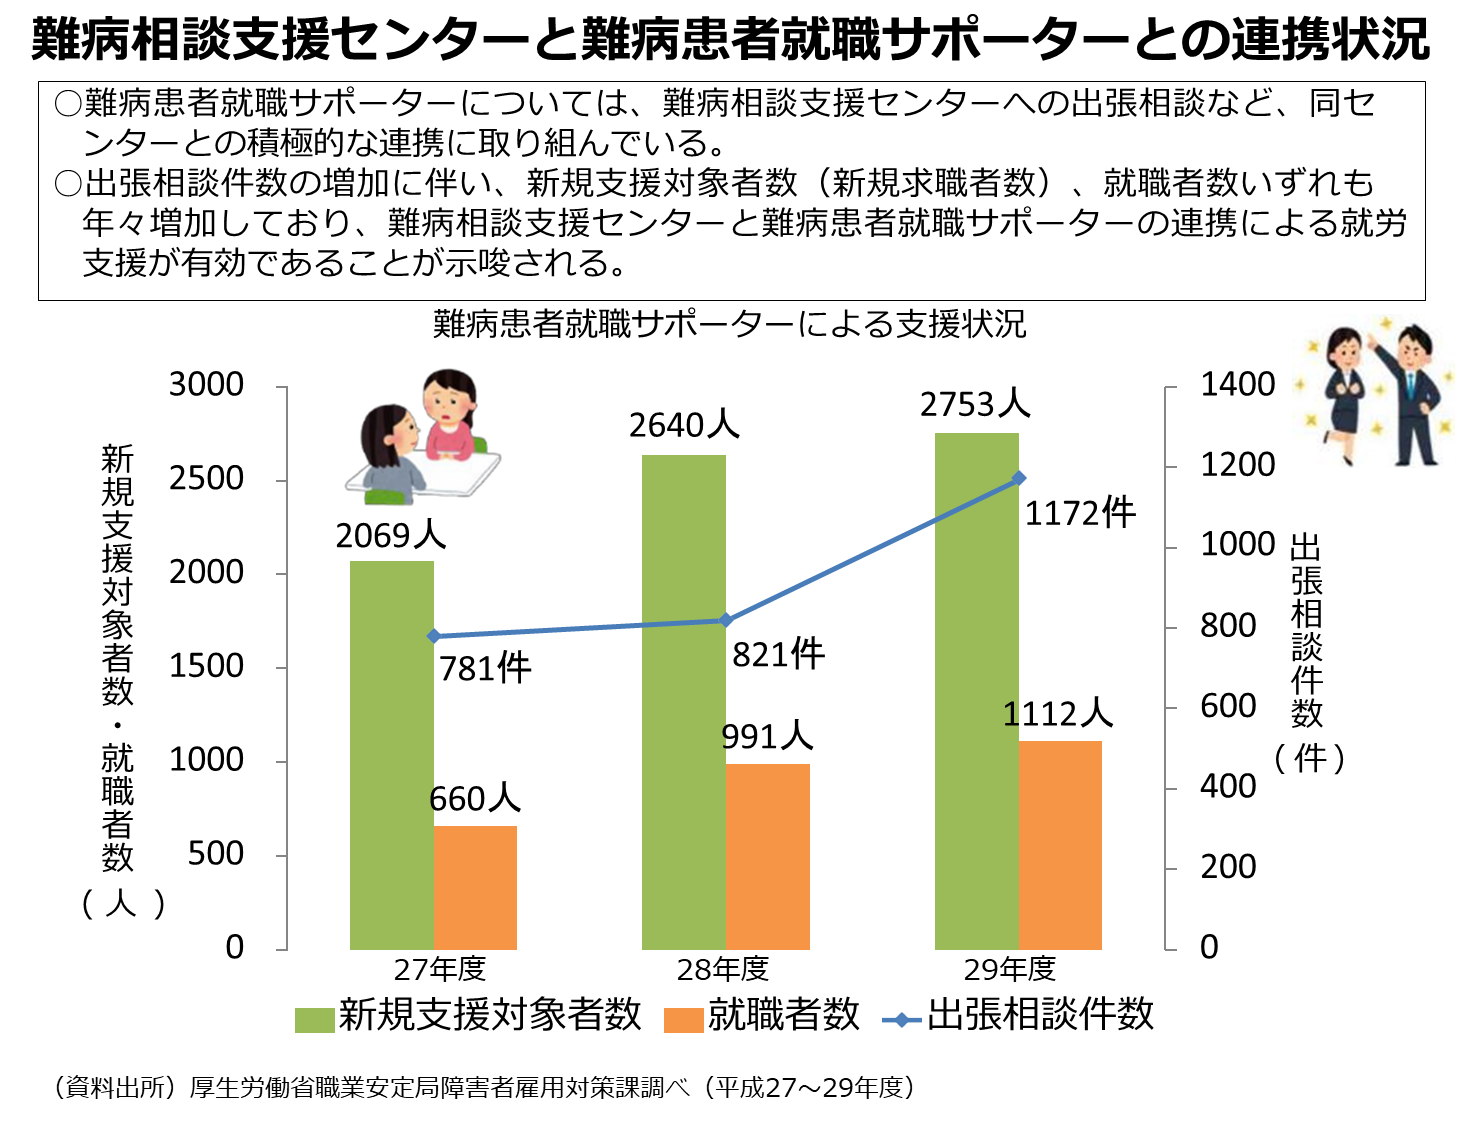 難病相談支援センターと難病患者就職サポーターとの連携状況
○難病患者就職サポーターについては、難病相談支援センターへの出張相談など、同セ
ンターとの積極的な連携に取り組んでいる。
○出張相談件数の増加に伴い、新規支援対象者数（新規求職者数）、就職者数いずれも
年々増加しており、難病相談支援センターと難病患者就職サポーターの連携による就労
支援が有効であることが示唆される。
難病患者就職サポーターによる支援状況
新規支援対象者数・就職者数
（人）
3000
2500
2000
1500
1000
500
0
2069人
660人
781件
2640人
991人
821件
2753人
1112人
1172件
1400
1200
1000
800
600
400
200
0
出張相談件数
（件）
27年度
28年度
29年度
新規支援対象者数
就職者数
出張相談件数
（資料出所）厚生労働省職業安定局障害者雇用対策課調べ（平成27～29年度）